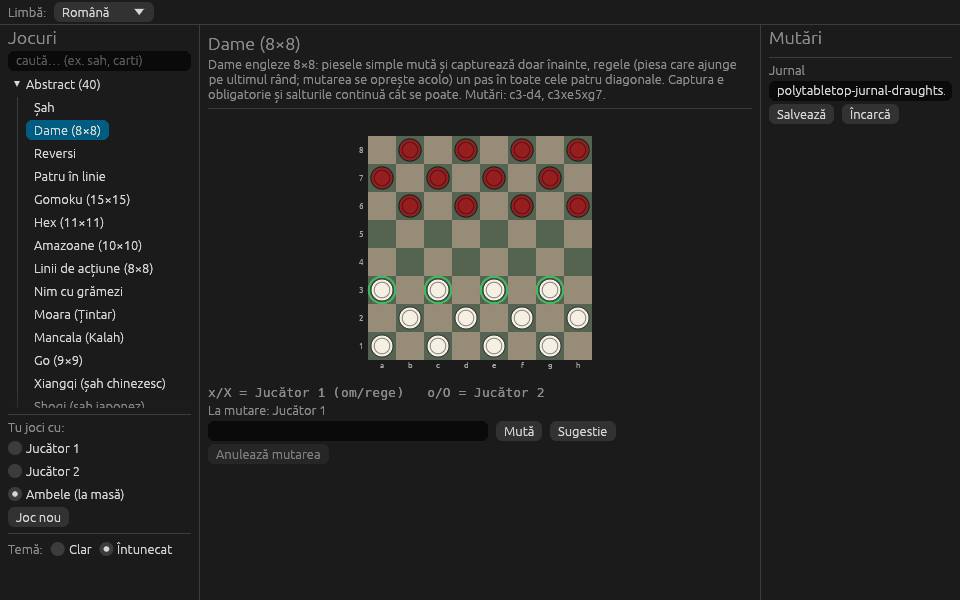 Limbă: Română
Jocuri
caută... (ex. sah, carti)
Abstract (40)
Șah
Dame (8×8)
Reversi
Patru în linie
Gomoku (15×15)
Hex (11×11)
Amazoane (10×10)
Linii de acțiune (8×8)
Nim cu grămezi
Moara (Țintar)
Mancala (Kalah)
Go (9×9)
Xiangqi (șah chinezesc)
Shogi (șah japonez)
Tu joci cu:
Jucător 1
Jucător 2
Ambele (la masă)
Joc nou
Temă: Clar Întunecat
Dame (8×8)
Dame engleze 8×8: piesele simple mută și capturează doar înainte, regele (piesa care ajunge
pe ultimul rând; mutarea se oprește acolo) un pas în toate cele patru diagonale. Captura e
obligatorie și salturile continuă cât se poate. Mutări: c3-d4, c3xe5xg7.
8
7
6
5
4
3
2
1
a b c d e f g h
x/X = Jucător 1 (om/rege) o/O = Jucător 2
La mutare: Jucător 1
Mută Sugestie
Anulează mutarea
Mutări
Jurnal
polytabletop-jurnal-draughts.
Salvează Încarcă